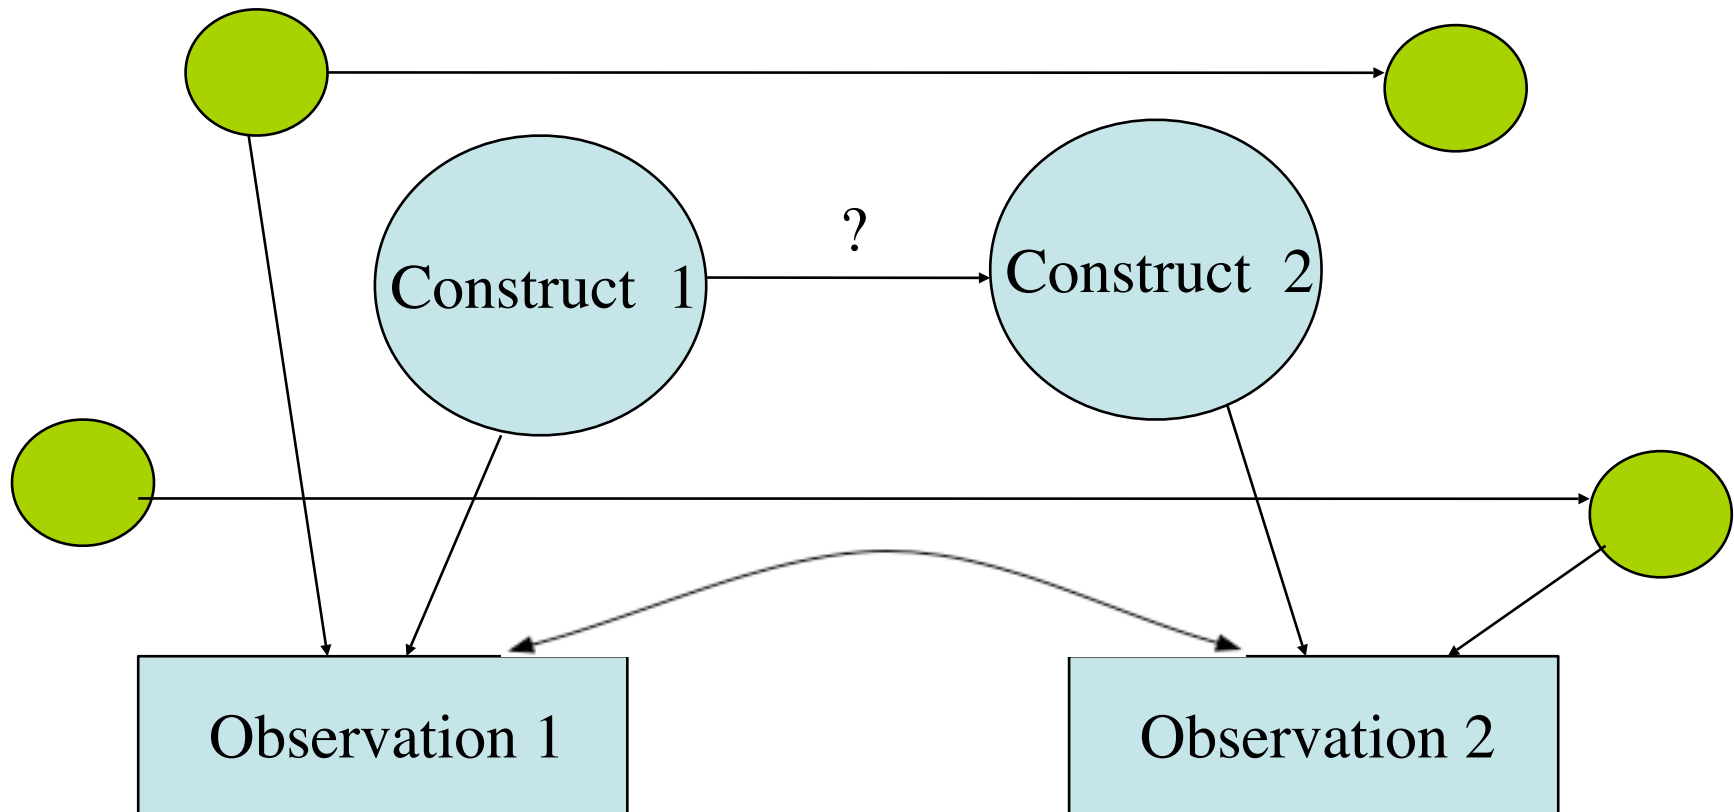 ?
Construct 1
Construct 2
Observation 1
Observation 2